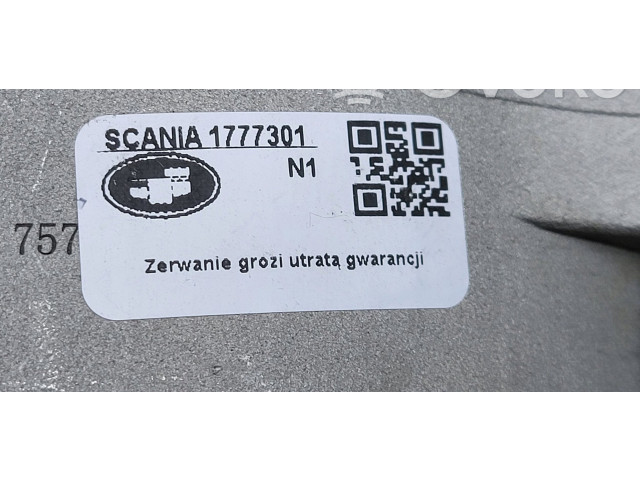 SCANIA 1777301
N1
757
Zerwanie grozi utratą gwarancji